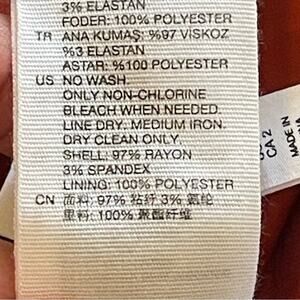 3% ELASTAN
FODER: 100% POLYESTER
TR ANA KUMAŞ: %97 VİSKOZ
%3 ELASTAN
ASTAR: %100 POLYESTER
US NO WASH.
ONLY NON-CHLORINE
BLEACH WHEN NEEDED.
LINE DRY. MEDIUM IRON.
DRY CLEAN ONLY.
SHELL: 97% RAYON
3% SPANDEX
LINING: 100% POLYESTER
CN 面料: 97% 粘纤 3% 氨纶
里料: 100% 聚酯纤维
CA 2
MADE IN